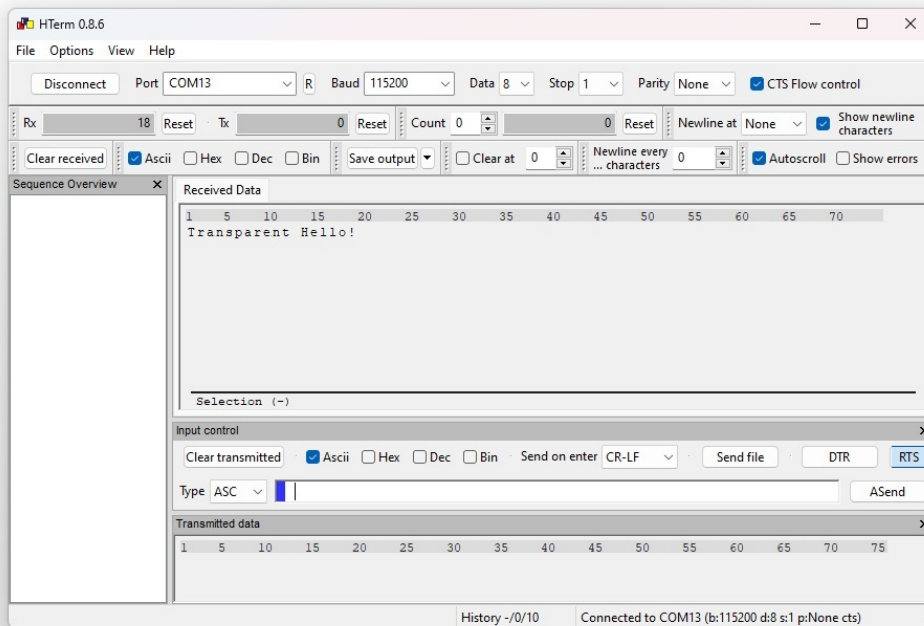 HTerm 0.8.6
File Options View Help
Disconnect Port COM13 R Baud 115200 Data 8 Stop 1 Parity None CTS Flow control
Rx 18 Reset Tx 0 Reset Count 0 0 Reset Newline at None Show newline characters
Clear received Ascii Hex Dec Bin Save output Clear at 0 Newline every ... characters 0 Autoscroll Show errors
Sequence Overview
Received Data
1 5 10 15 20 25 30 35 40 45 50 55 60 65 70
Transparent Hello!
Selection (-)
Input control
Clear transmitted Ascii Hex Dec Bin Send on enter CR-LF Send file DTR RTS
Type ASC ASend
Transmitted data
1 5 10 15 20 25 30 35 40 45 50 55 60 65 70 75
History -/0/10 Connected to COM13 (b:115200 d:8 s:1 p:None cts)